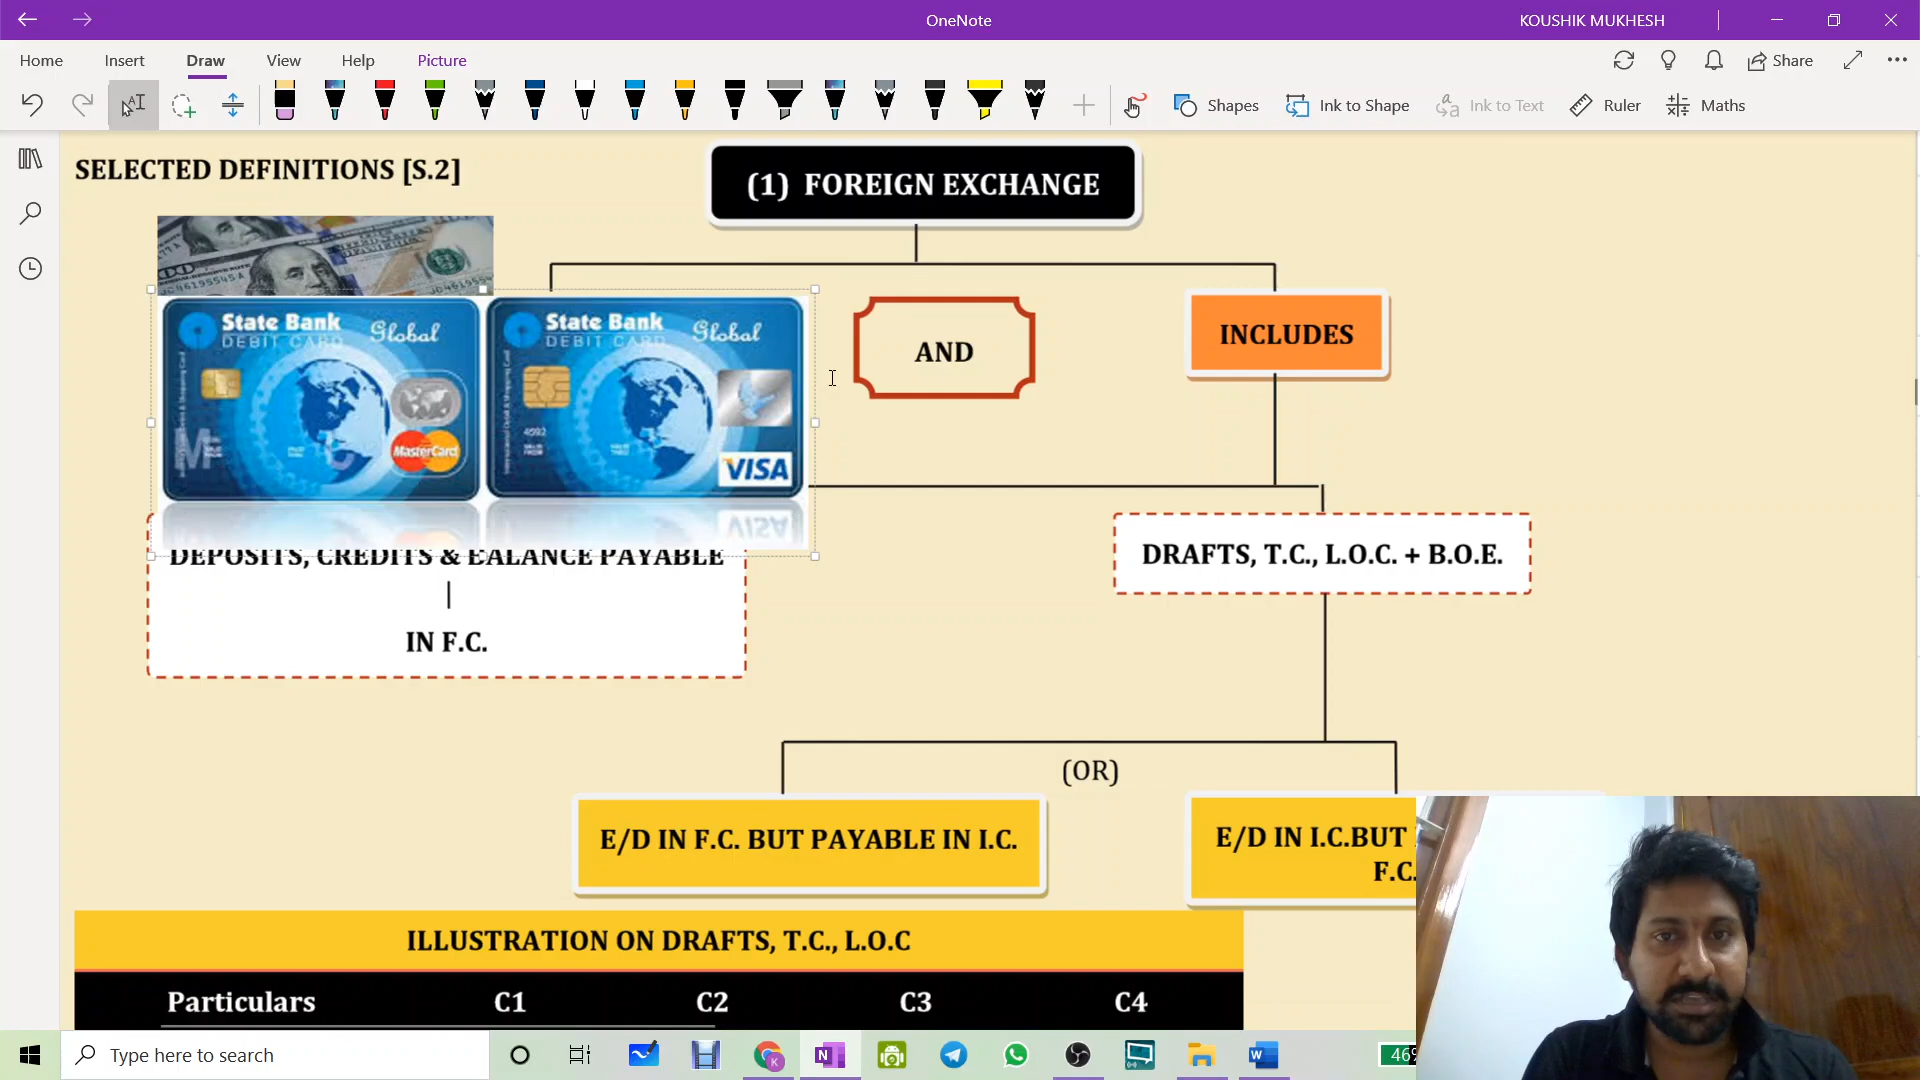 OneNote
KOUSHIK MUKHESH
Home
Insert
Draw
View
Help
Picture
Share
Shapes
Ink to Shape
Ink to Text
Ruler
Maths
SELECTED DEFINITIONS [S.2]
(1) FOREIGN EXCHANGE
State Bank Global
DEBIT CARD
MasterCard
State Bank Global
DEBIT CARD
VISA
AND
INCLUDES
DEPOSITS, CREDITS & BALANCE PAYABLE
IN F.C.
DRAFTS, T.C., L.O.C. + B.O.E.
(OR)
E/D IN F.C. BUT PAYABLE IN I.C.
E/D IN I.C.BUT
F.C.
ILLUSTRATION ON DRAFTS, T.C., L.O.C
Particulars C1 C2 C3 C4
Type here to search
46%